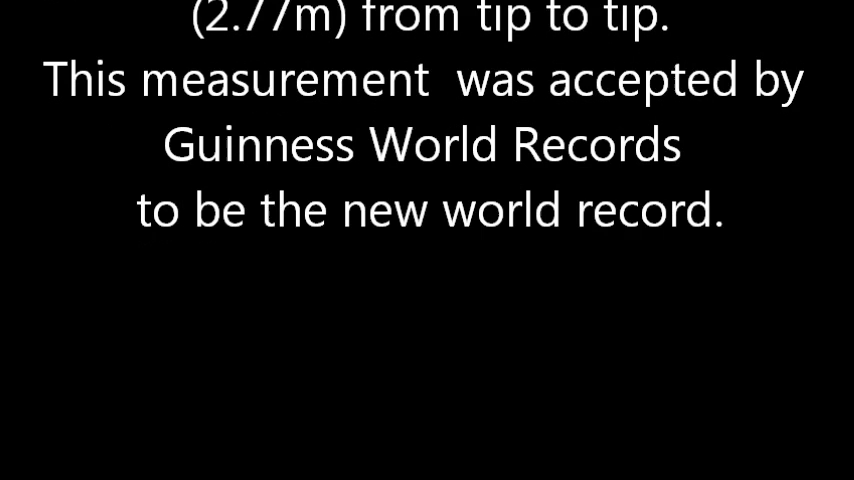 (2.77m) from tip to tip.
This measurement  was accepted by
Guinness World Records
to be the new world record.